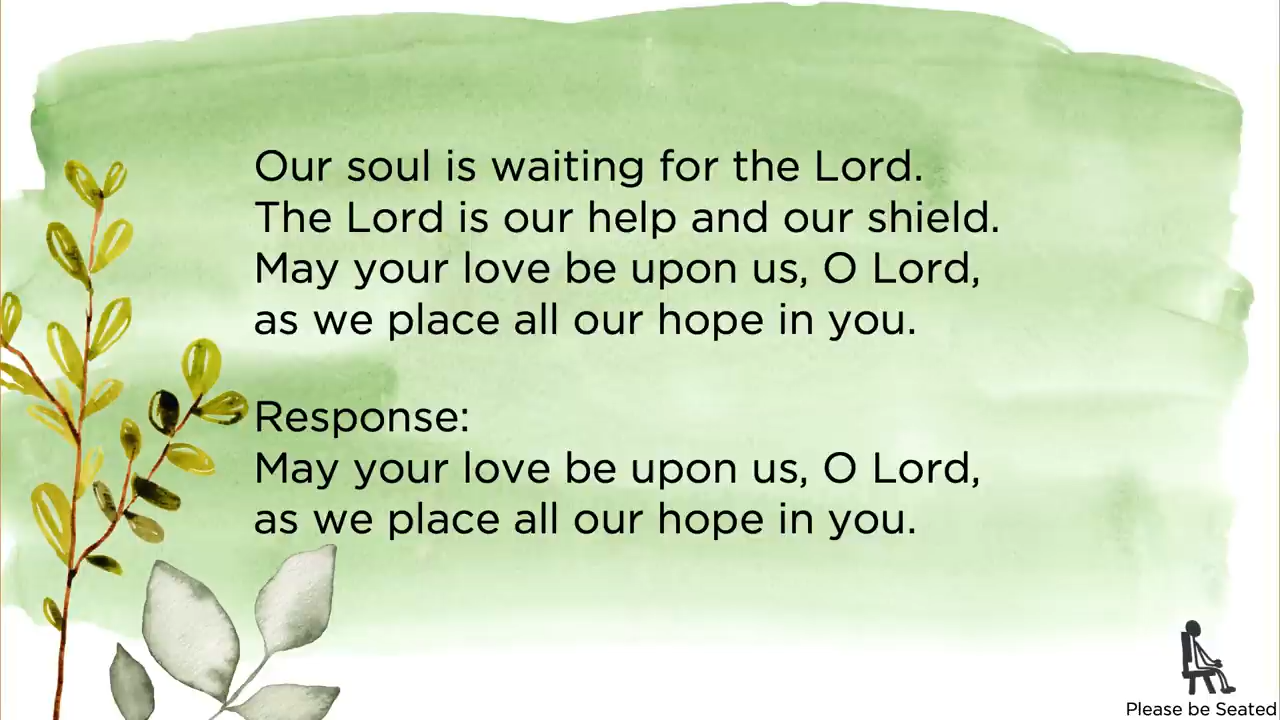 Our soul is waiting for the Lord.
The Lord is our help and our shield.
May your love be upon us, O Lord,
as we place all our hope in you.
Response:
May your love be upon us, O Lord,
as we place all our hope in you.
Please be Seated